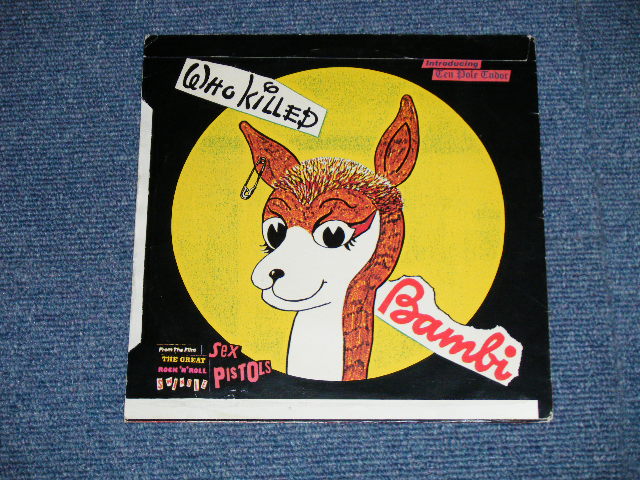 Introducing
Ten Pole Tudor
WHO KILLED
Bambi
From The Film
THE GREAT
ROCK 'N' ROLL
SWINDLE
Sex
PISTOLS